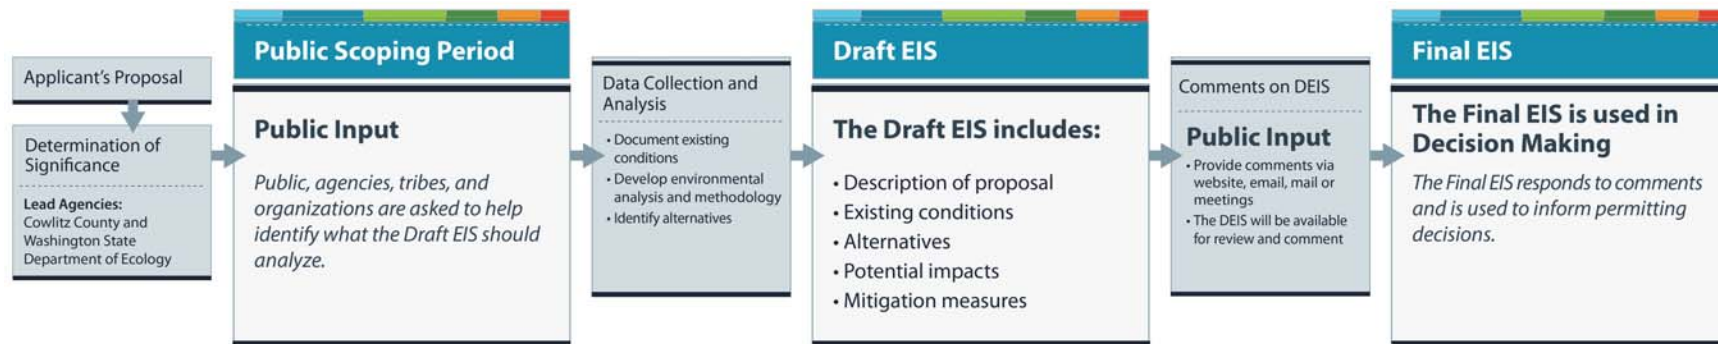 Applicant's Proposal
Determination of
Significance
Lead Agencies:
Cowlitz County and
Washington State
Department of Ecology
Public Scoping Period
Public Input
Public, agencies, tribes, and
organizations are asked to help
identify what the Draft EIS should
analyze.
Data Collection and
Analysis
• Document existing
conditions
• Develop environmental
analysis and methodology
• Identify alternatives
Draft EIS
The Draft EIS includes:
• Description of proposal
• Existing conditions
• Alternatives
• Potential impacts
• Mitigation measures
Comments on DEIS
Public Input
• Provide comments via
website, email, mail or
meetings
• The DEIS will be available
for review and comment
Final EIS
The Final EIS is used in
Decision Making
The Final EIS responds to comments
and is used to inform permitting
decisions.